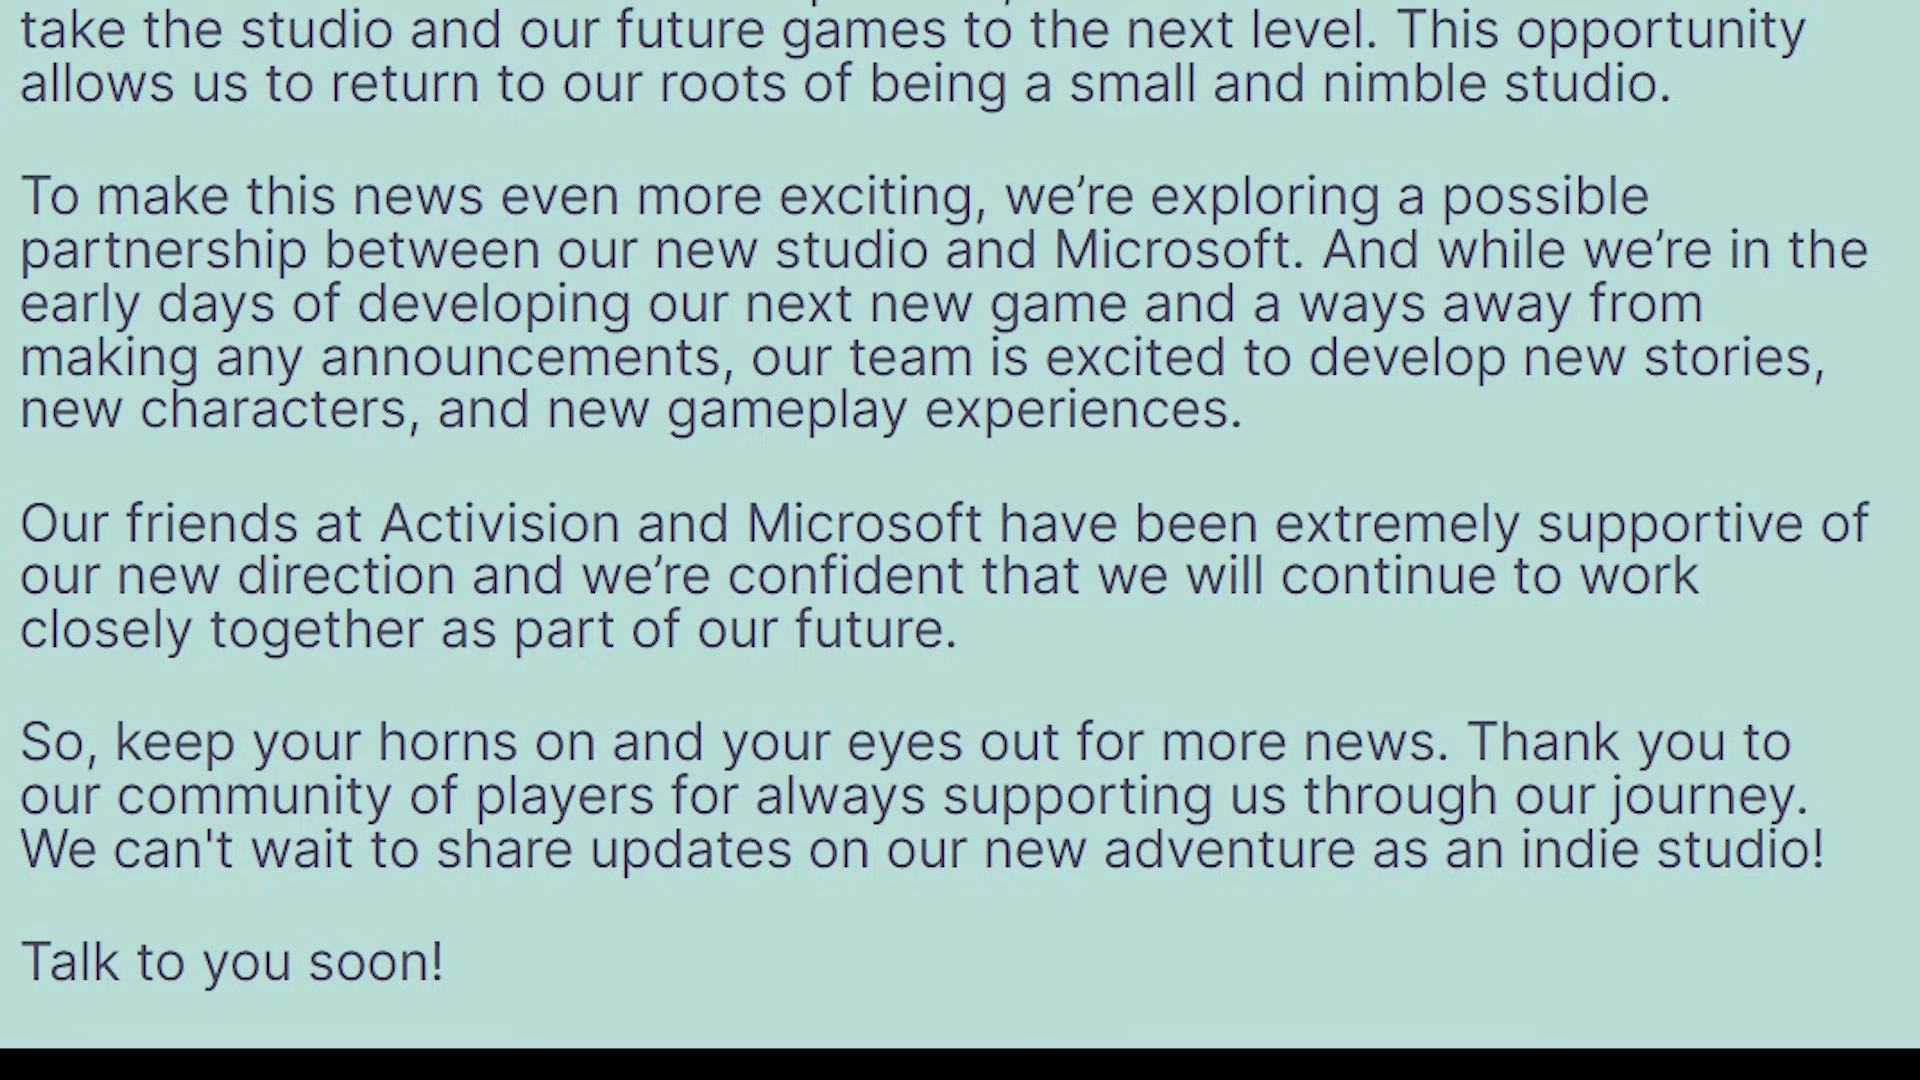 take the studio and our future games to the next level. This opportunity
allows us to return to our roots of being a small and nimble studio.
To make this news even more exciting, we’re exploring a possible
partnership between our new studio and Microsoft. And while we’re in the
early days of developing our next new game and a ways away from
making any announcements, our team is excited to develop new stories,
new characters, and new gameplay experiences.
Our friends at Activision and Microsoft have been extremely supportive of
our new direction and we’re confident that we will continue to work
closely together as part of our future.
So, keep your horns on and your eyes out for more news. Thank you to
our community of players for always supporting us through our journey.
We can't wait to share updates on our new adventure as an indie studio!
Talk to you soon!